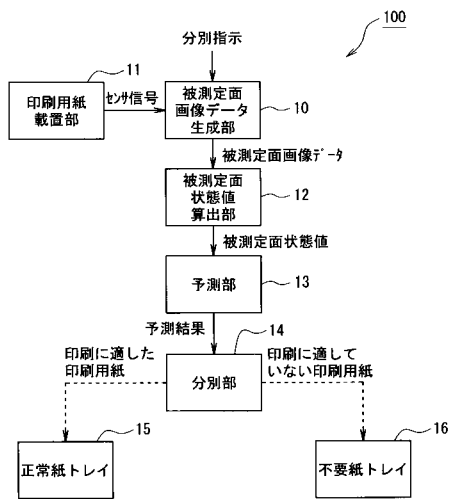 100
分別指示
11
印刷用紙
載置部
センサ信号
被測定面
画像データ
生成部
10
被測定面画像データ
被測定面
状態値
算出部
12
被測定面状態値
予測部
13
予測結果
14
分別部
印刷に適した
印刷用紙
印刷に適して
いない印刷用紙
15
正常紙トレイ
16
不要紙トレイ